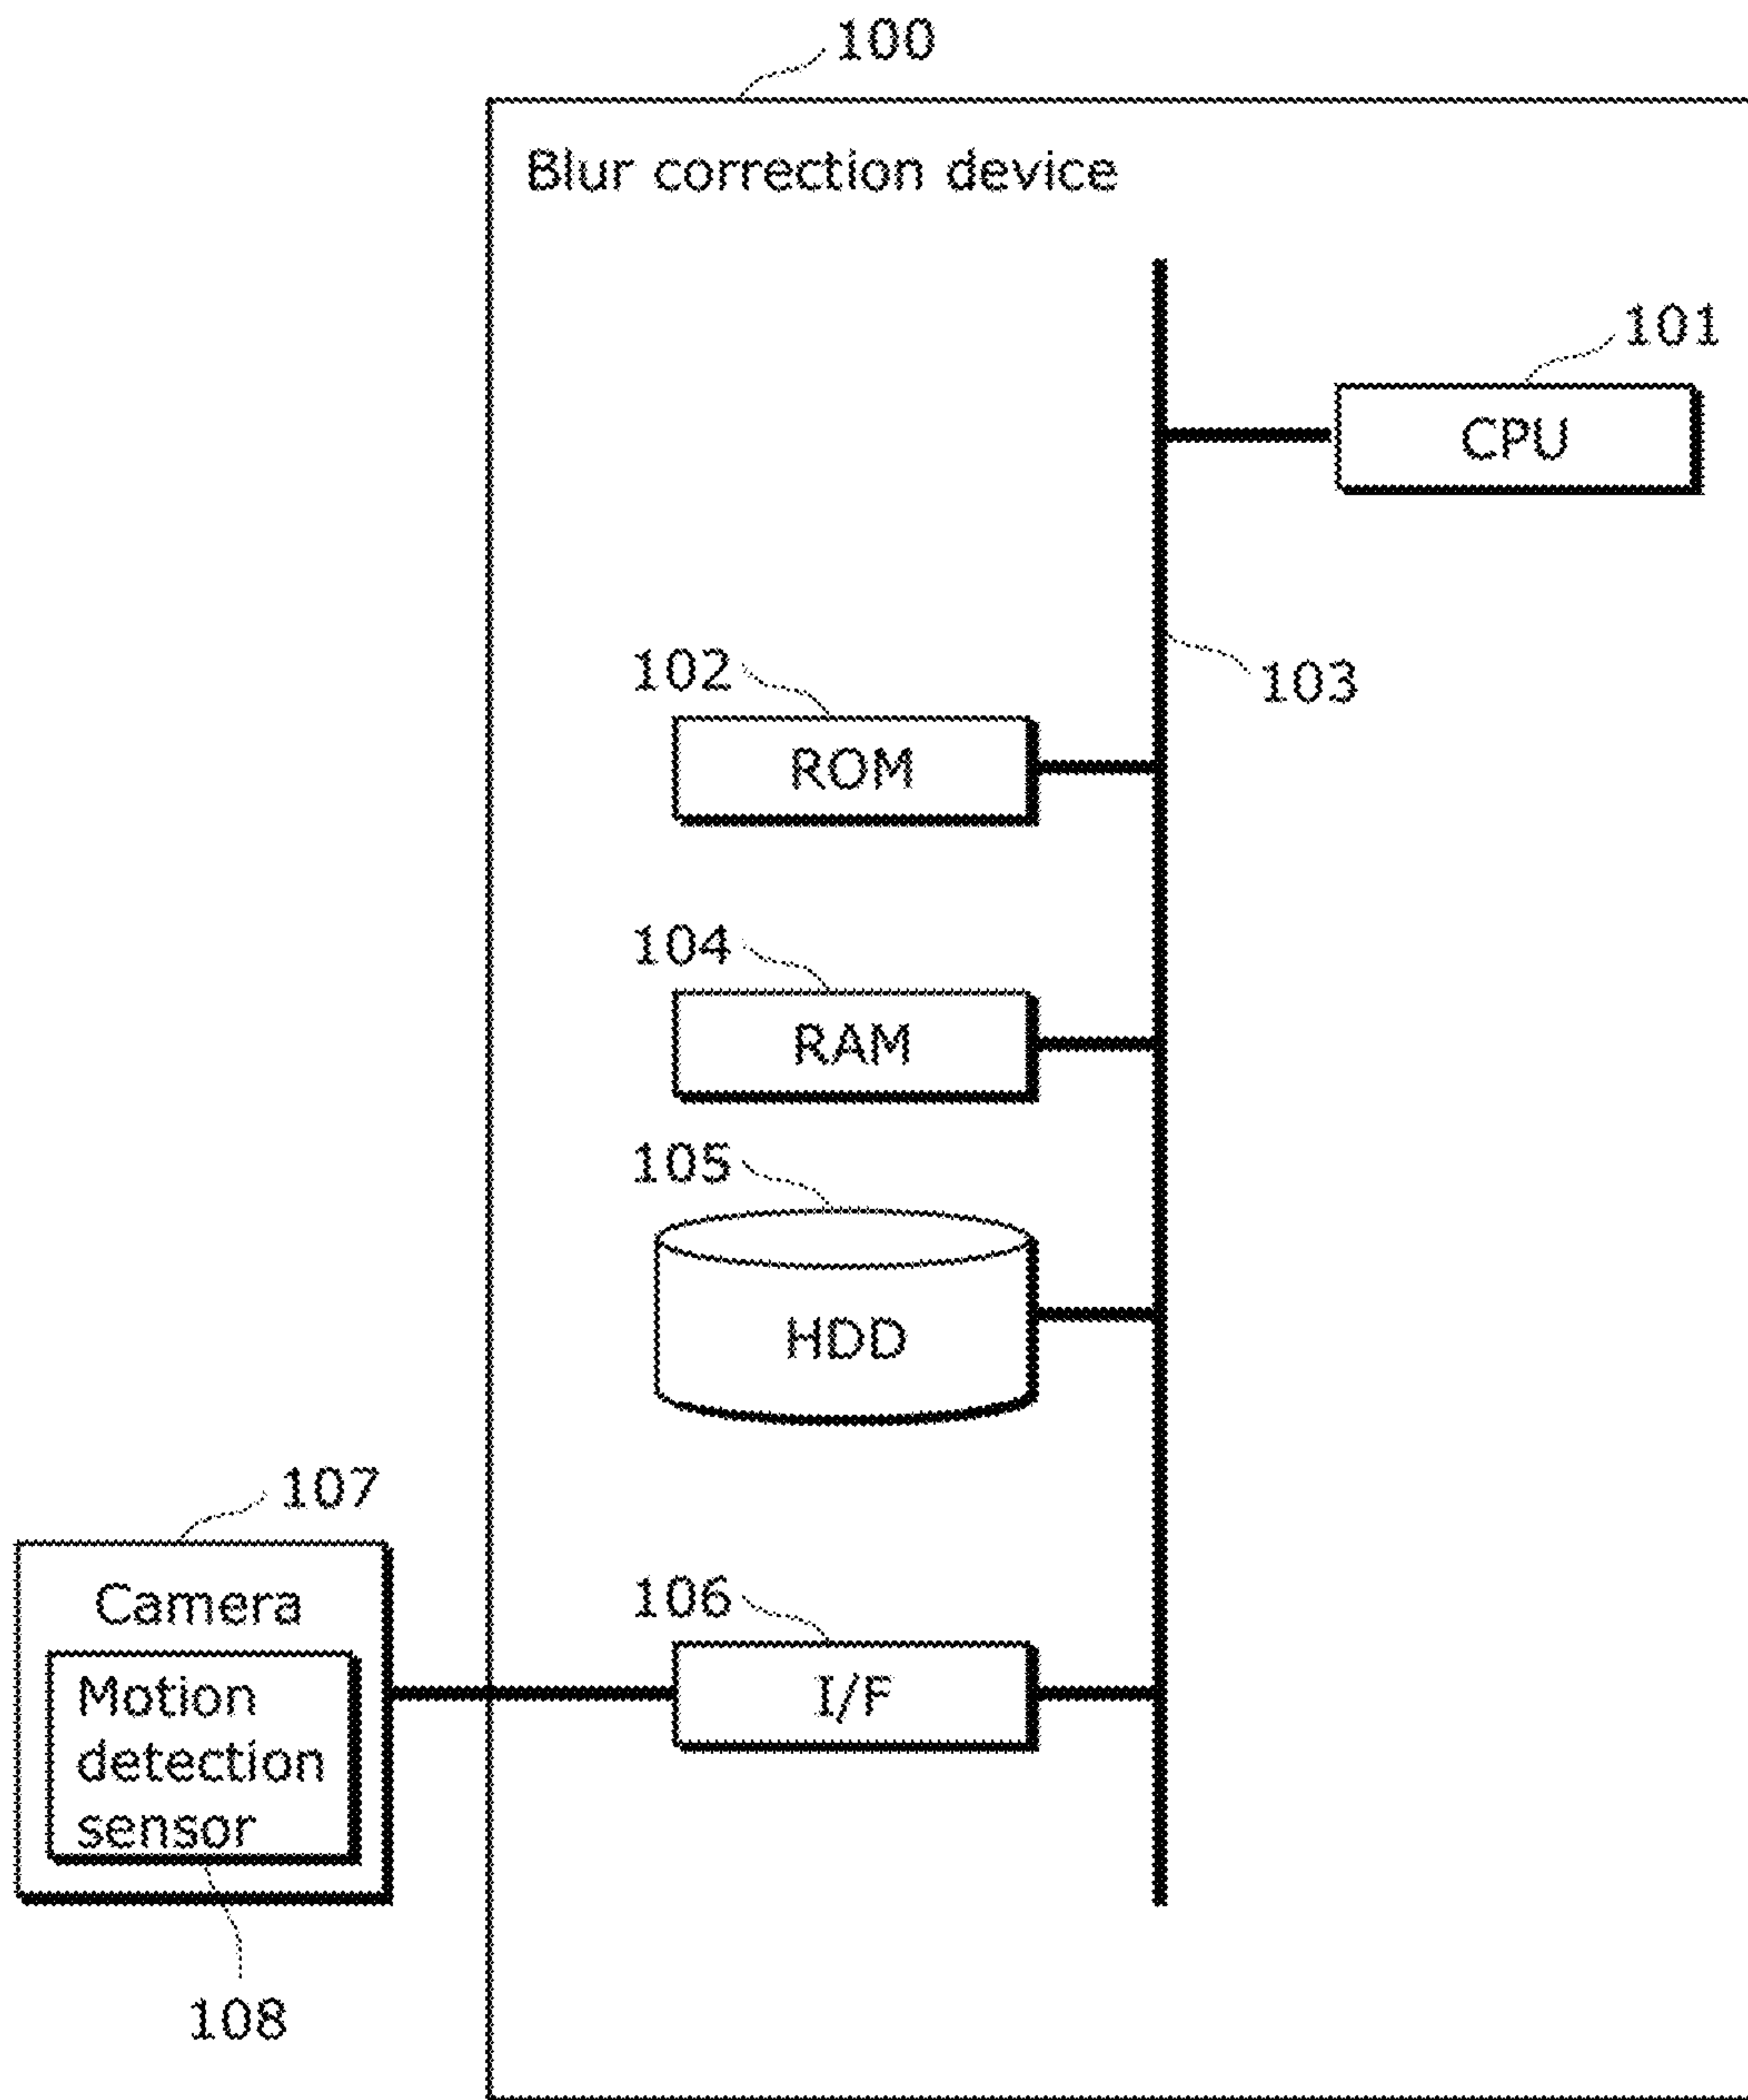 100
Blur correction device
101
CPU
103
102
ROM
104
RAM
105
HDD
107
Camera
Motion
detection
sensor
108
106
I/F